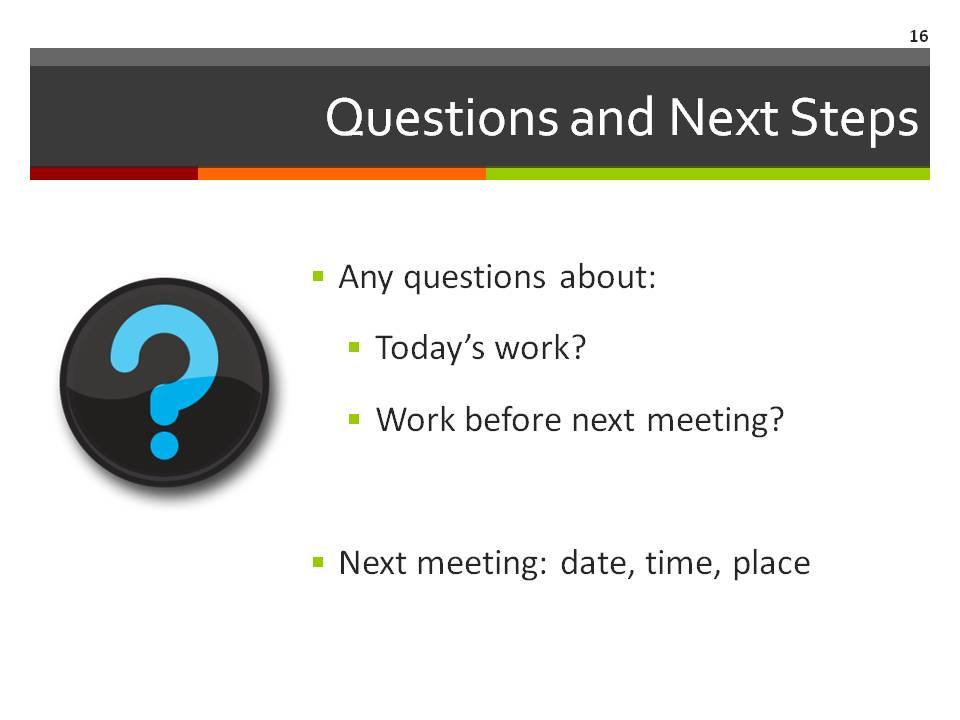 16
Questions and Next Steps
Any questions about:
Today’s work?
Work before next meeting?
Next meeting: date, time, place